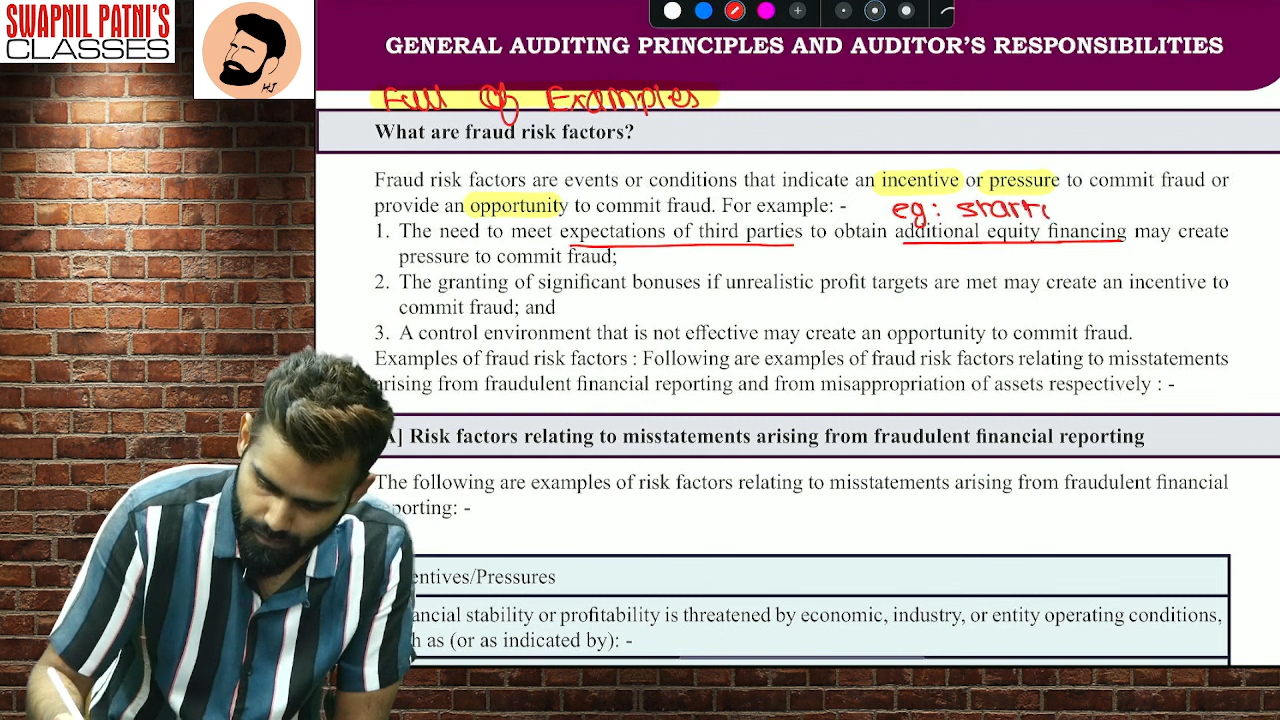 SWAPNIL PATNI'S
CLASSES
HJ
GENERAL AUDITING PRINCIPLES AND AUDITOR'S RESPONSIBILITIES
Full Of Examples
What are fraud risk factors?
Fraud risk factors are events or conditions that indicate an incentive or pressure to commit fraud or
provide an opportunity to commit fraud. For example: -
eg: start
1. The need to meet expectations of third parties to obtain additional equity financing may create
pressure to commit fraud;
2. The granting of significant bonuses if unrealistic profit targets are met may create an incentive to
commit fraud; and
3. A control environment that is not effective may create an opportunity to commit fraud.
Examples of fraud risk factors : Following are examples of fraud risk factors relating to misstatements
arising from fraudulent financial reporting and from misappropriation of assets respectively : -
A] Risk factors relating to misstatements arising from fraudulent financial reporting
The following are examples of risk factors relating to misstatements arising from fraudulent financial
reporting: -
entives/Pressures
ancial stability or profitability is threatened by economic, industry, or entity operating conditions,
h as (or as indicated by): -